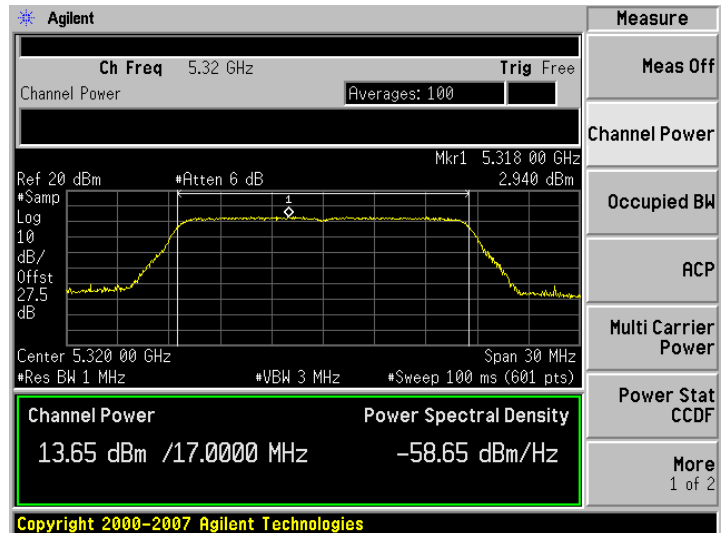 Agilent
Measure
Ch Freq 5.32 GHz Trig Free
Channel Power Averages: 100
Mkr1 5.318 00 GHz
Ref 20 dBm #Atten 6 dB 2.940 dBm
#Samp
Log
10
dB/
Offst
27.5
dB
1
Center 5.320 00 GHz Span 30 MHz
#Res BW 1 MHz #VBW 3 MHz #Sweep 100 ms (601 pts)
Channel Power Power Spectral Density
13.65 dBm /17.0000 MHz -58.65 dBm/Hz
Meas Off
Channel Power
Occupied BW
ACP
Multi Carrier
Power
Power Stat
CCDF
More
1 of 2
Copyright 2000-2007 Agilent Technologies